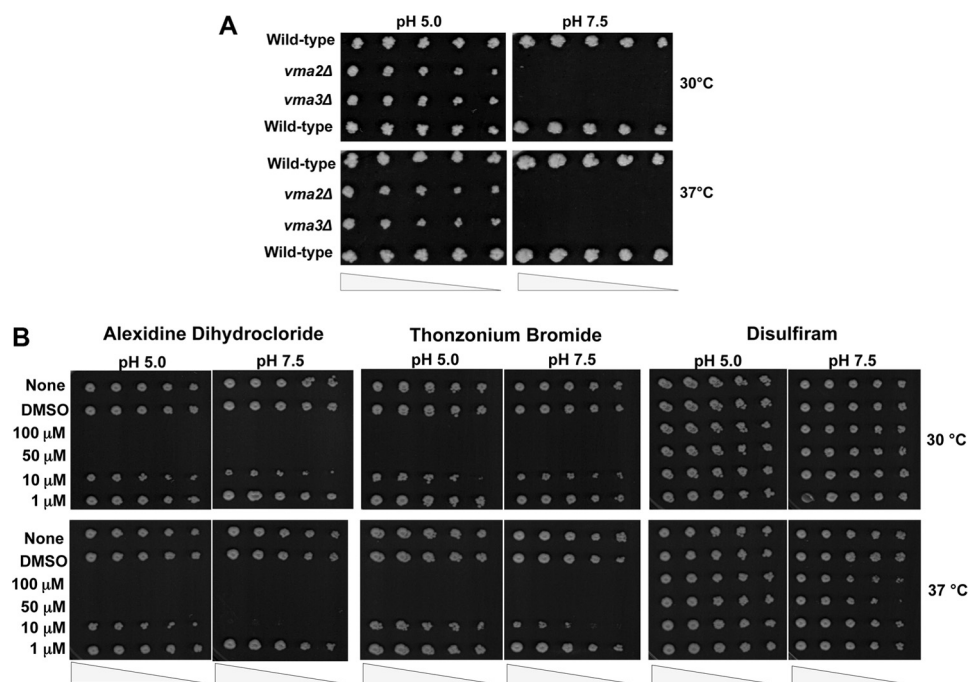 A
pH 5.0
pH 7.5
Wild-type
vma2Δ
vma3Δ
Wild-type
30°C
Wild-type
vma2Δ
vma3Δ
Wild-type
37°C
B
Alexidine Dihydrocloride
Thonzonium Bromide
Disulfiram
pH 5.0
pH 7.5
pH 5.0
pH 7.5
pH 5.0
pH 7.5
None
DMSO
100 µM
50 µM
10 µM
1 µM
30 °C
None
DMSO
100 µM
50 µM
10 µM
1 µM
37 °C